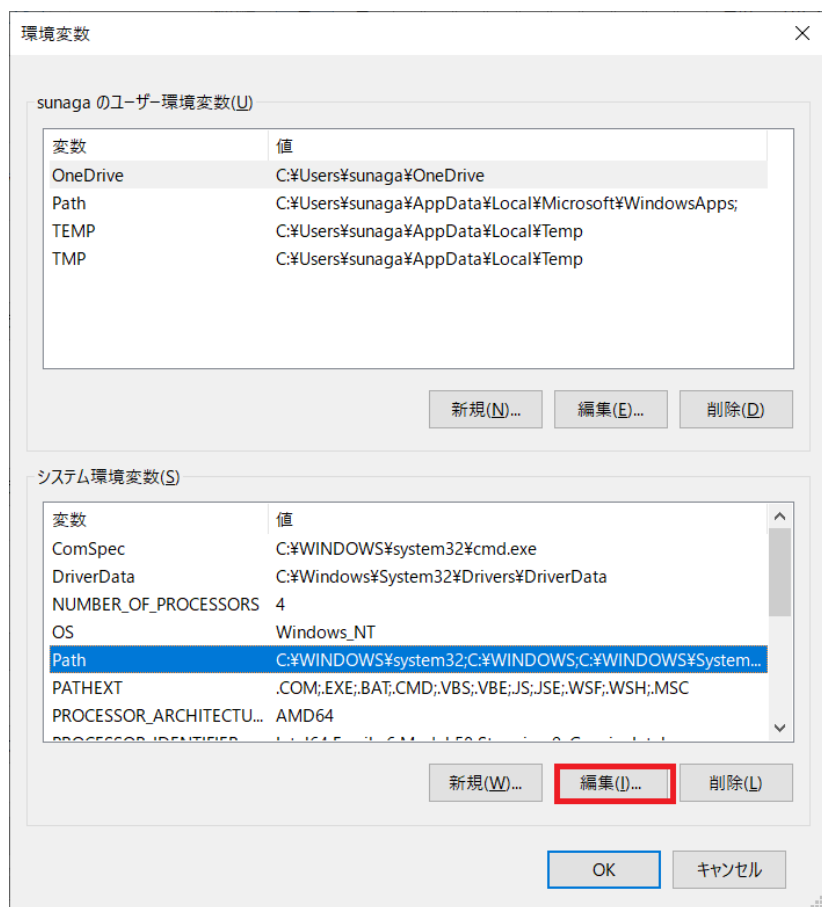 環境変数
sunaga のユーザー環境変数(U)
変数 値
OneDrive C:¥Users¥sunaga¥OneDrive
Path C:¥Users¥sunaga¥AppData¥Local¥Microsoft¥WindowsApps;
TEMP C:¥Users¥sunaga¥AppData¥Local¥Temp
TMP C:¥Users¥sunaga¥AppData¥Local¥Temp
新規(N)... 編集(E)... 削除(D)
システム環境変数(S)
変数 値
ComSpec C:¥WINDOWS¥system32¥cmd.exe
DriverData C:¥Windows¥System32¥Drivers¥DriverData
NUMBER_OF_PROCESSORS 4
OS Windows_NT
Path C:¥WINDOWS¥system32;C:¥WINDOWS;C:¥WINDOWS¥System...
PATHEXT .COM;.EXE;.BAT;.CMD;.VBS;.VBE;.JS;.JSE;.WSF;.WSH;.MSC
PROCESSOR_ARCHITECTU... AMD64
新規(W)... 編集(I)... 削除(L)
OK キャンセル